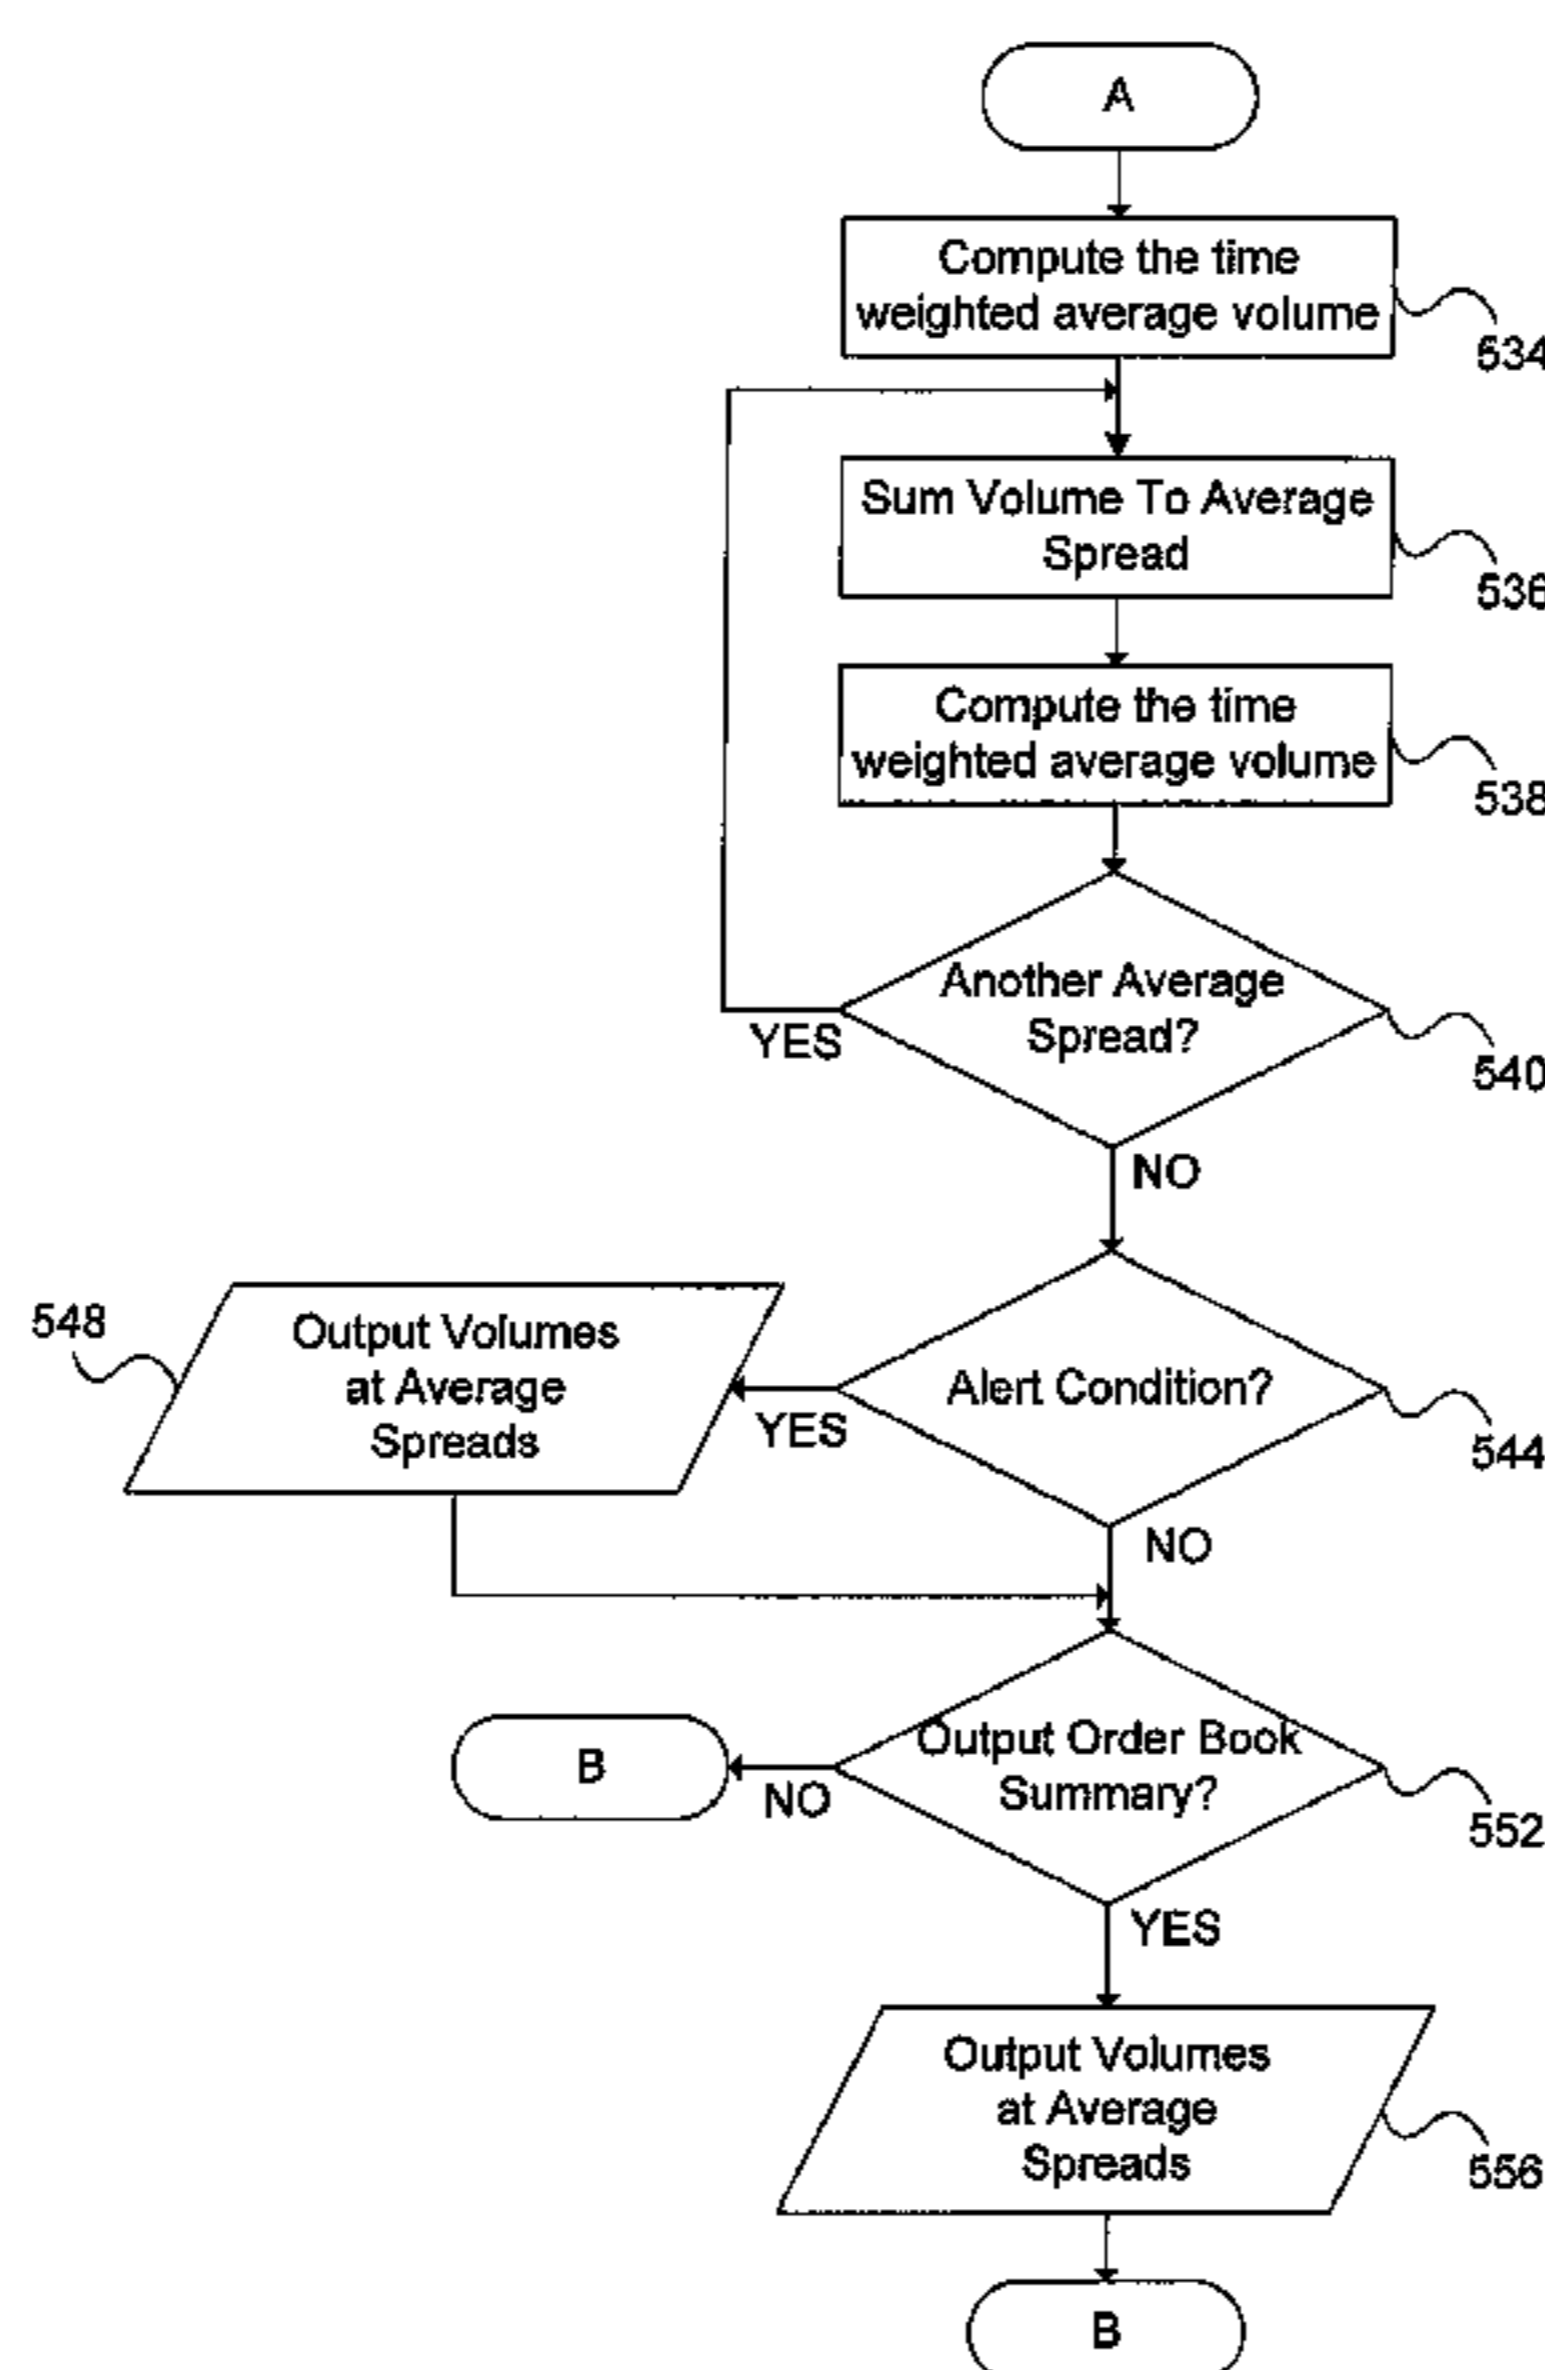 A
Compute the time
weighted average volume
534
Sum Volume To Average
Spread
536
Compute the time
weighted average volume
538
Another Average
Spread?
YES
540
NO
548
Output Volumes
at Average
Spreads
Alert Condition?
YES
544
NO
B
Output Order Book
Summary?
NO
552
YES
Output Volumes
at Average
Spreads
556
B